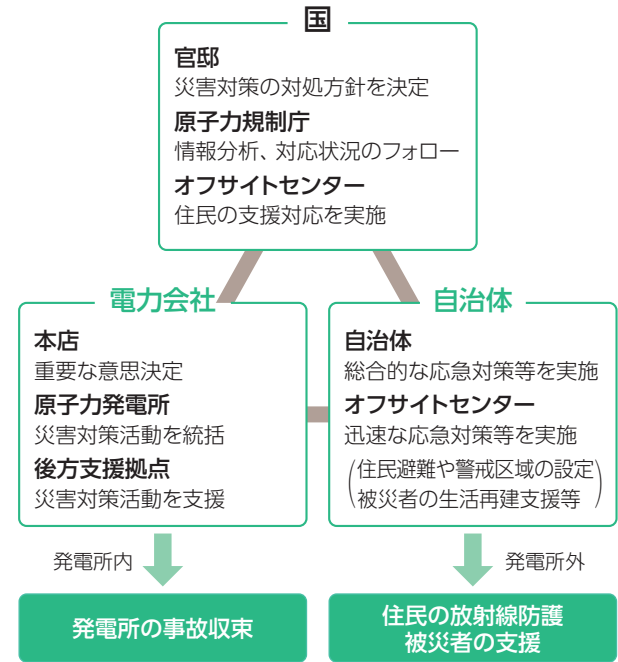 国
官邸
災害対策の対処方針を決定
原子力規制庁
情報分析、対応状況のフォロー
オフサイトセンター
住民の支援対応を実施
電力会社
本店
重要な意思決定
原子力発電所
災害対策活動を統括
後方支援拠点
災害対策活動を支援
自治体
自治体
総合的な応急対策等を実施
オフサイトセンター
迅速な応急対策等を実施
(住民避難や警戒区域の設定
被災者の生活再建支援等)
発電所内
発電所の事故収束
発電所外
住民の放射線防護
被災者の支援